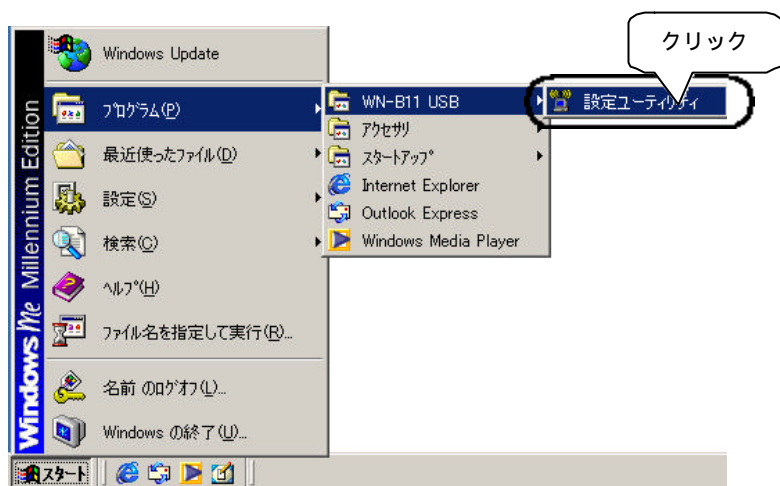 クリック
Windows Update
プログラム(P)
最近使ったファイル(D)
設定(S)
検索(C)
ヘルプ(H)
ファイル名を指定して実行(R)...
名前 のログオフ(L)...
Windows の終了(U)...
Windows Me Millennium Edition
WN-B11 USB
アクセサリ
スタートアップ
Internet Explorer
Outlook Express
Windows Media Player
設定ユーティリティ
スタート